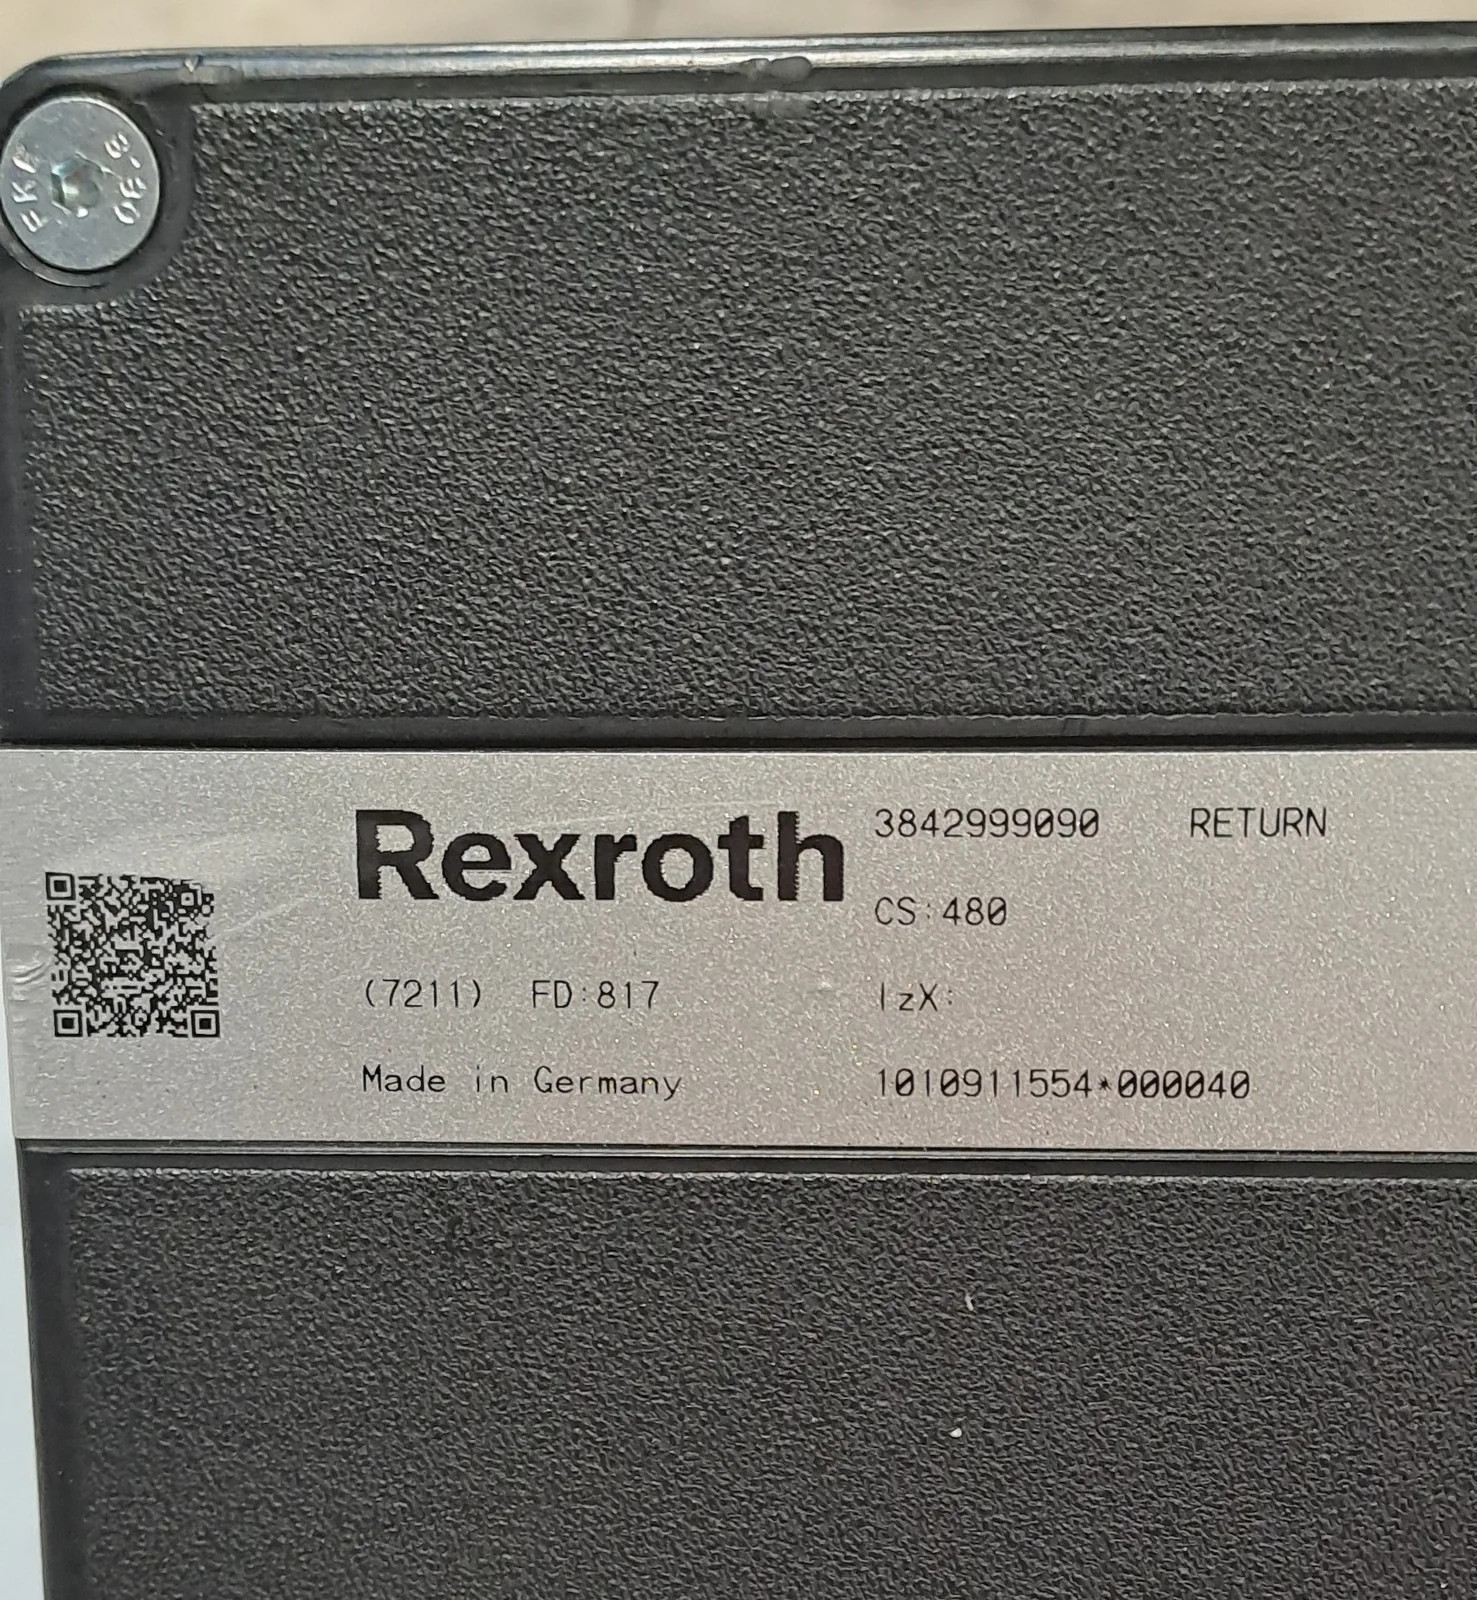 Rexroth 3842999090 RETURN
CS:480
(7211) FD:817 IzX:
Made in Germany 1010911554*000040